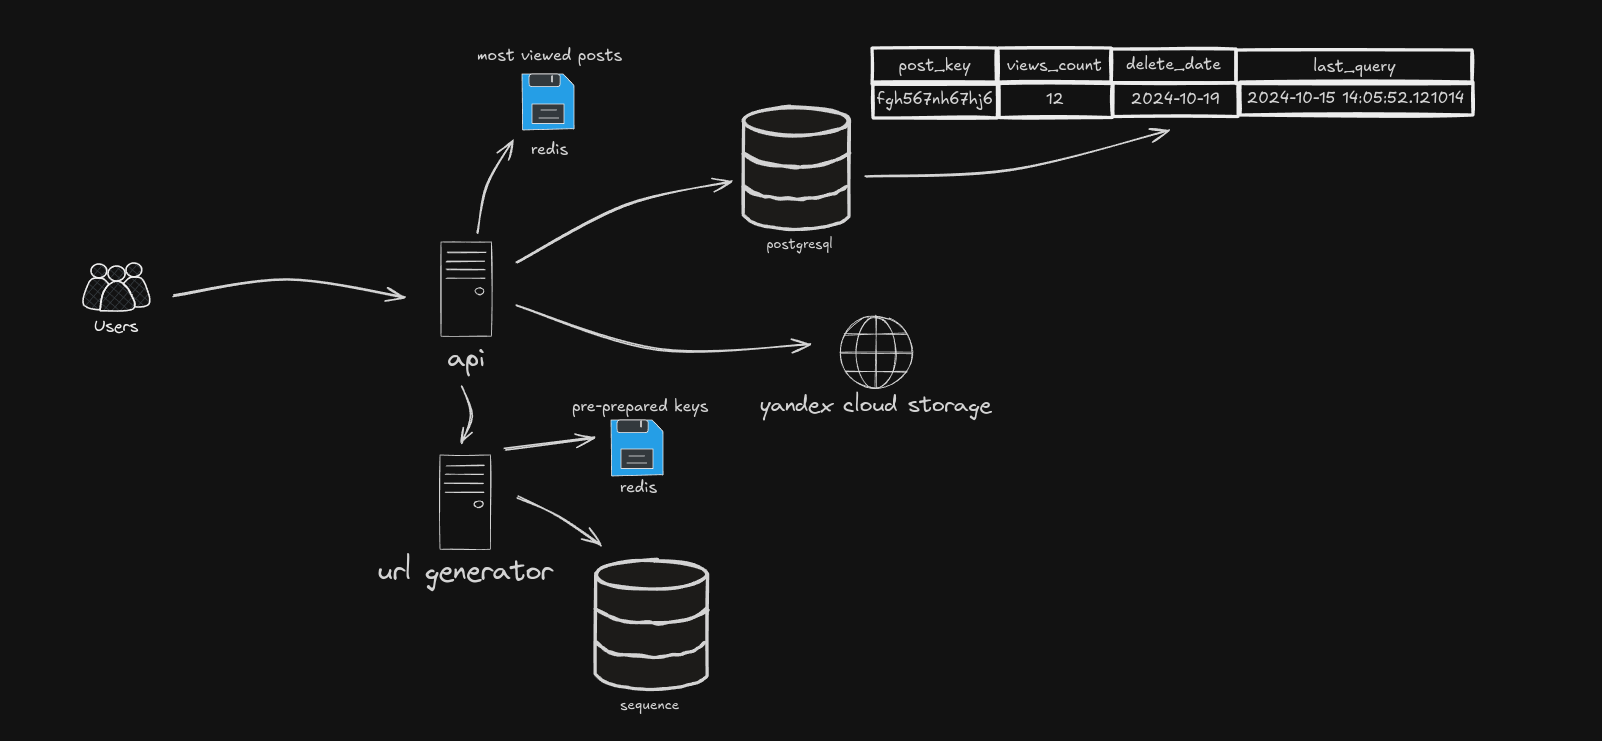 most viewed posts
redis
post_key views_count delete_date last_query
fgh567nh67hj6 12 2024-10-19 2024-10-15 14:05:52.121014
postgresql
Users
api
yandex cloud storage
pre-prepared keys
redis
url generator
sequence